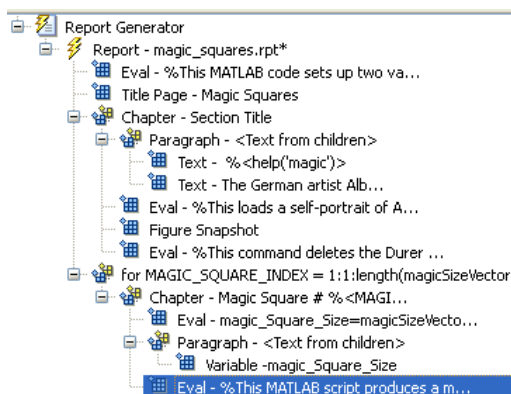 Report Generator
Report - magic_squares.rpt*
Eval - %This MATLAB code sets up two va...
Title Page - Magic Squares
Chapter - Section Title
Paragraph - <Text from children>
Text - %<help('magic')>
Text - The German artist Alb...
Eval - %This loads a self-portrait of A...
Figure Snapshot
Eval - %This command deletes the Durer ...
for MAGIC_SQUARE_INDEX = 1:1:length(magicSizeVector
Chapter - Magic Square # %<MAGI...
Eval - magic_Square_Size=magicSizeVecto...
Paragraph - <Text from children>
Variable -magic_Square_Size
Eval - %This MATLAB script produces a m...